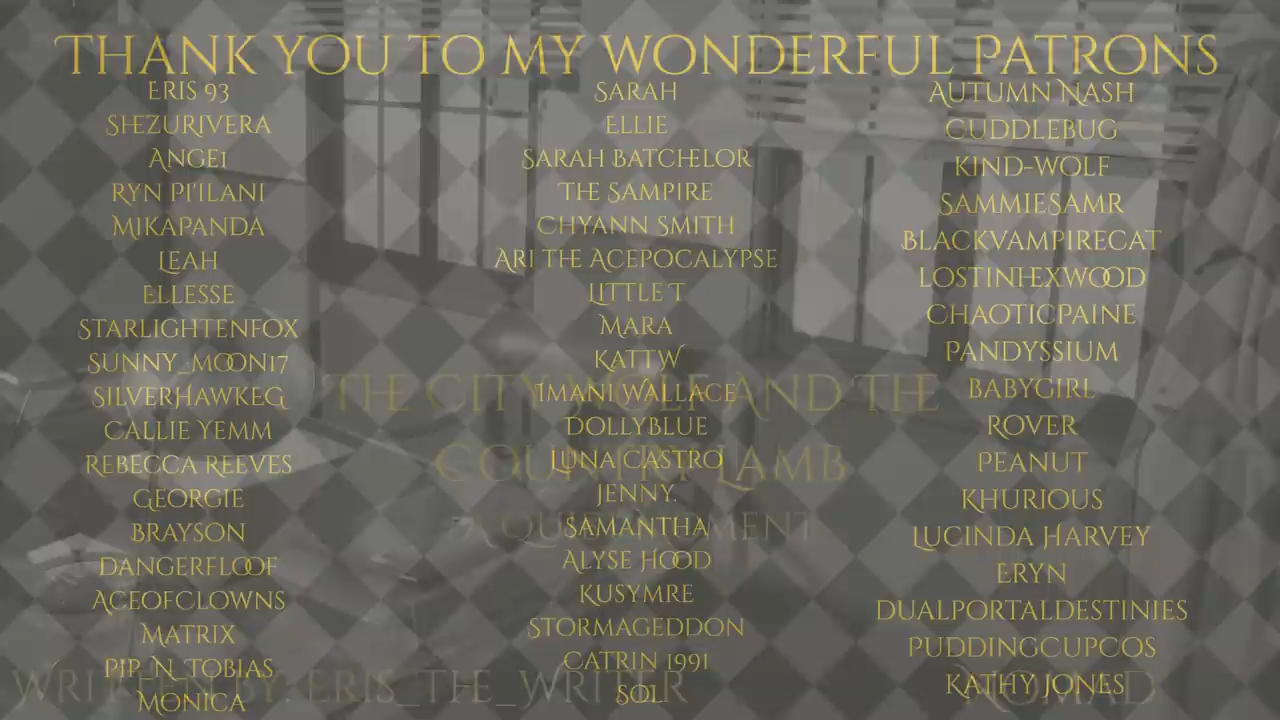 Thank you to my wonderful Patrons
Eris 93
ShezuRivera
Ange1
Ryn Pi'ilani
MikaPanda
Leah
Ellesse
Starlightenfox
Sunny_Moon17
SilverHawkeG
Callie Yemm
Rebecca Reeves
Georgie
Brayson
dangerfloof
AceofClowns
Matrix
Pip_N_Tobias
Monica
Sarah
Ellie
Sarah Batchelor
The Sampire
Chyann Smith
Ari the Acepocalypse
Little T
Mara
KattW
Imani Wallace
DollyBlue
Luna Castro
Jenny.
Samantha
Alyse Hood
Kusymre
Stormageddon
Catrin 1991
Sol
Autumn Nash
Cuddlebug
Kind-Wolf
SammieSamR
BlackVampireCat
LostInHexwood
ChaoticPaine
Pandyssium
Babygirl
Rover
Peanut
Khurious
Lucinda Harvey
Eryn
dualportaldestinies
puddingcupcos
Kathy Jones
The City Wolf And The
Country Lamb
Written by: Eris_The_Writer
Nomad